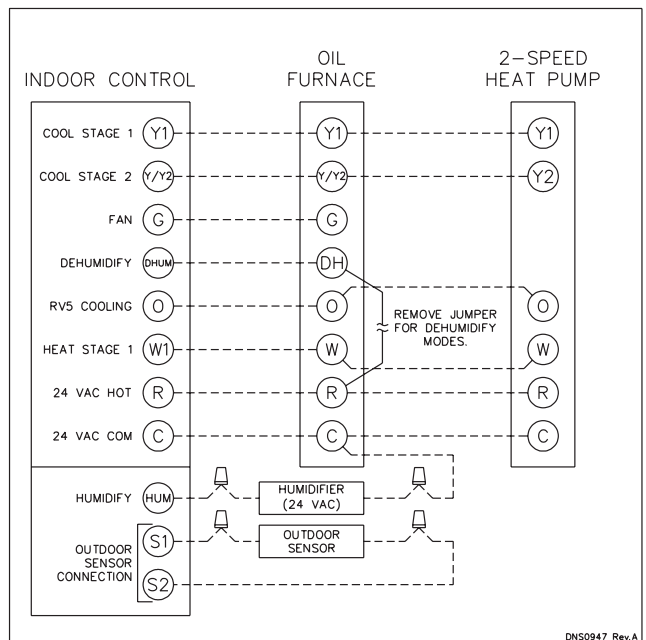 INDOOR CONTROL
OIL
FURNACE
2-SPEED
HEAT PUMP
COOL STAGE 1 Y1 Y1 Y1
COOL STAGE 2 Y/Y2 Y/Y2 Y2
FAN G G
DEHUMIDIFY DHUM DH
RV5 COOLING O O O
REMOVE JUMPER
FOR DEHUMIDIFY
MODES.
HEAT STAGE 1 W1 W W
24 VAC HOT R R R
24 VAC COM C C C
HUMIDIFY HUM
HUMIDIFIER
(24 VAC)
OUTDOOR
SENSOR
CONNECTION
S1
S2
OUTDOOR
SENSOR
DNS0947 Rev.A